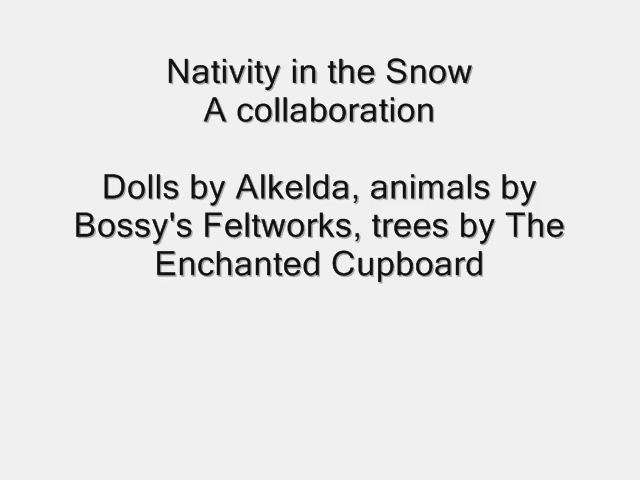 Nativity in the Snow
A collaboration
Dolls by Alkelda, animals by
Bossy's Feltworks, trees by The
Enchanted Cupboard